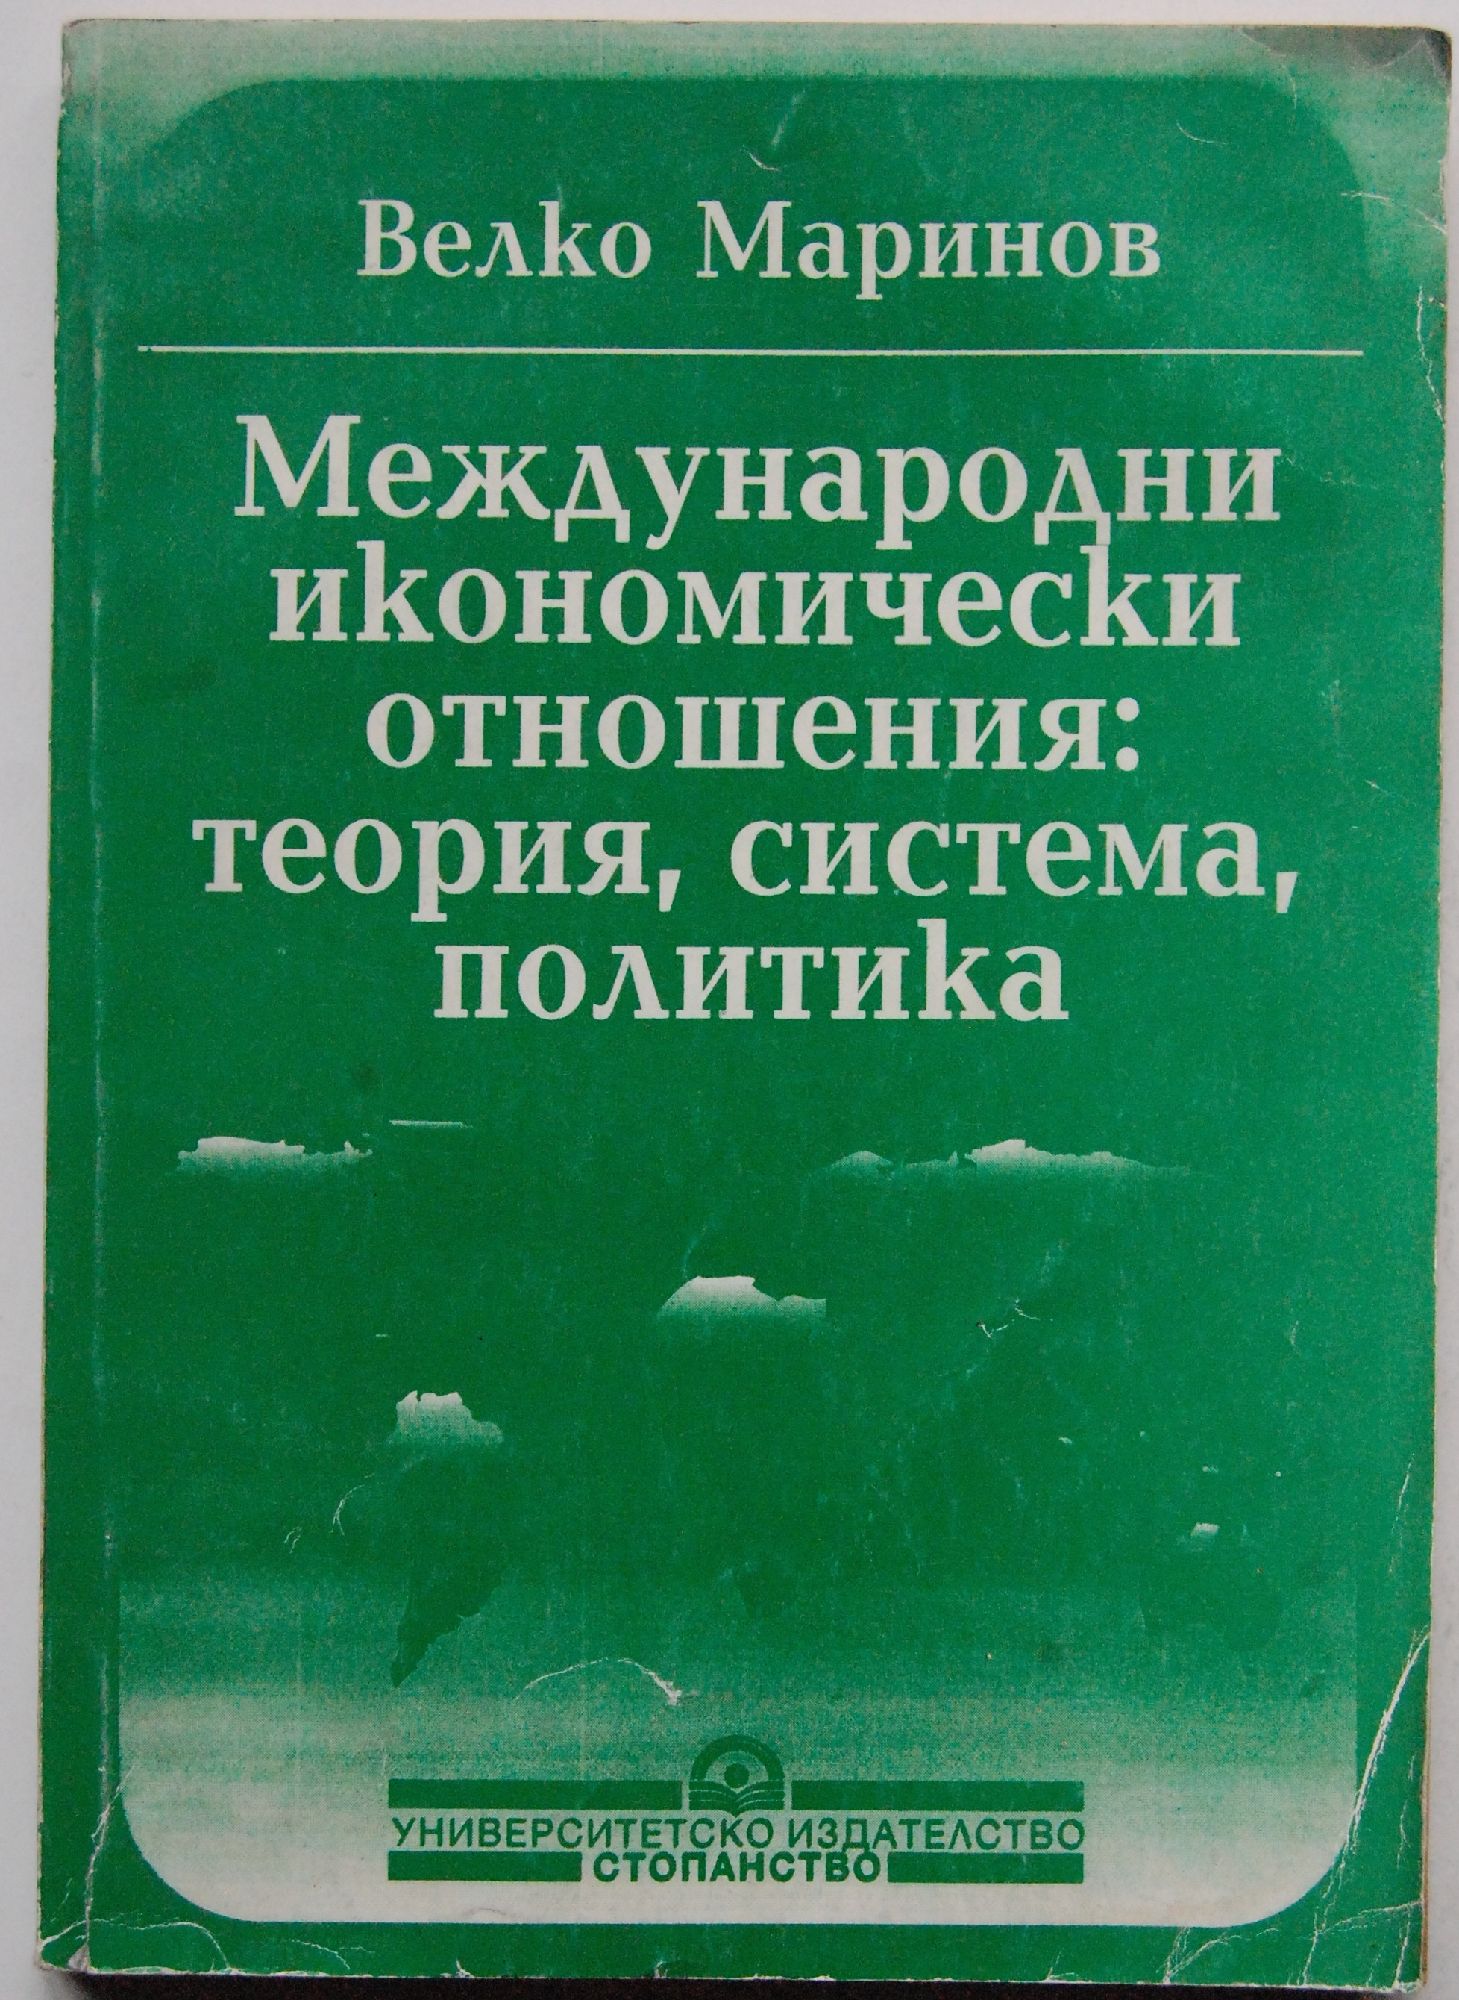 Велко Маринов
Международни
икономически
отношения:
теория, система,
политика
УНИВЕРСИТЕТСКО ИЗДАТЕЛСТВО
СТОПАНСТВО